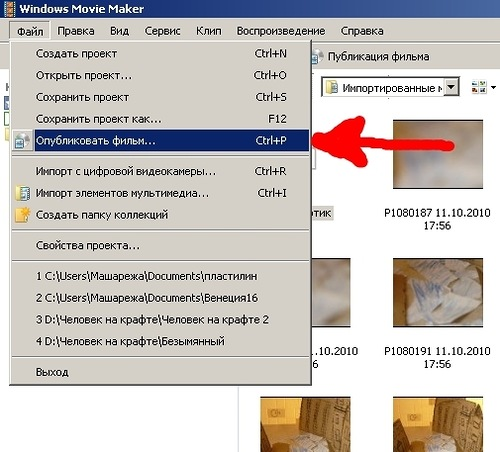 Windows Movie Maker
Файл Правка Вид Сервис Клип Воспроизведение Справка
Создать проект Ctrl+N
Открыть проект... Ctrl+O
Публикация фильма
Сохранить проект Ctrl+S
Импортированные
Сохранить проект как... F12
Опубликовать фильм... Ctrl+P
Импорт с цифровой видеокамеры... Ctrl+R
Импорт элементов мультимедиа... Ctrl+I
Создать папку коллекций
отик
P1080187 11.10.2010
17:56
Свойства проекта...
1 C:\Users\Машарежа\Documents\пластилин
2 C:\Users\Машарежа\Documents\Венеция16
3 D:\Человек на крафте\Человек на крафте 2
4 D:\Человек на крафте\Безымянный
Выход
.10.2010
56
P1080191 11.10.2010
17:56